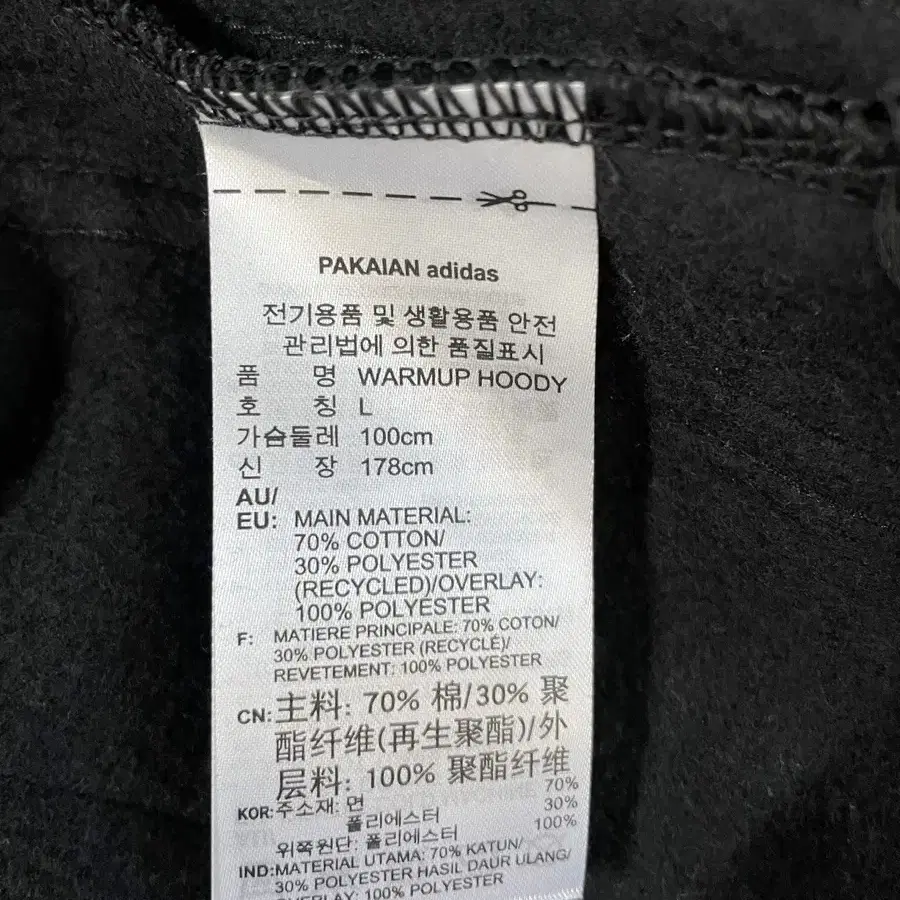 PAKAIAN adidas
전기용품 및 생활용품 안전
관리법에 의한 품질표시
품 명 WARMUP HOODY
호 칭 L
가슴둘레 100cm
신 장 178cm
AU/
EU: MAIN MATERIAL:
70% COTTON/
30% POLYESTER
(RECYCLED)/OVERLAY:
100% POLYESTER
F: MATIERE PRINCIPALE: 70% COTON/
30% POLYESTER (RECYCLÉ)/
REVETEMENT: 100% POLYESTER
CN: 主料: 70% 棉/30% 聚
酯纤维(再生聚酯)/外
层料: 100% 聚酯纤维
KOR: 주소재: 면 70%
폴리에스터 30%
위쪽원단: 폴리에스터 100%
IND: MATERIAL UTAMA: 70% KATUN/
30% POLYESTER HASIL DAUR ULANG/
OVERLAY: 100% POLYESTER